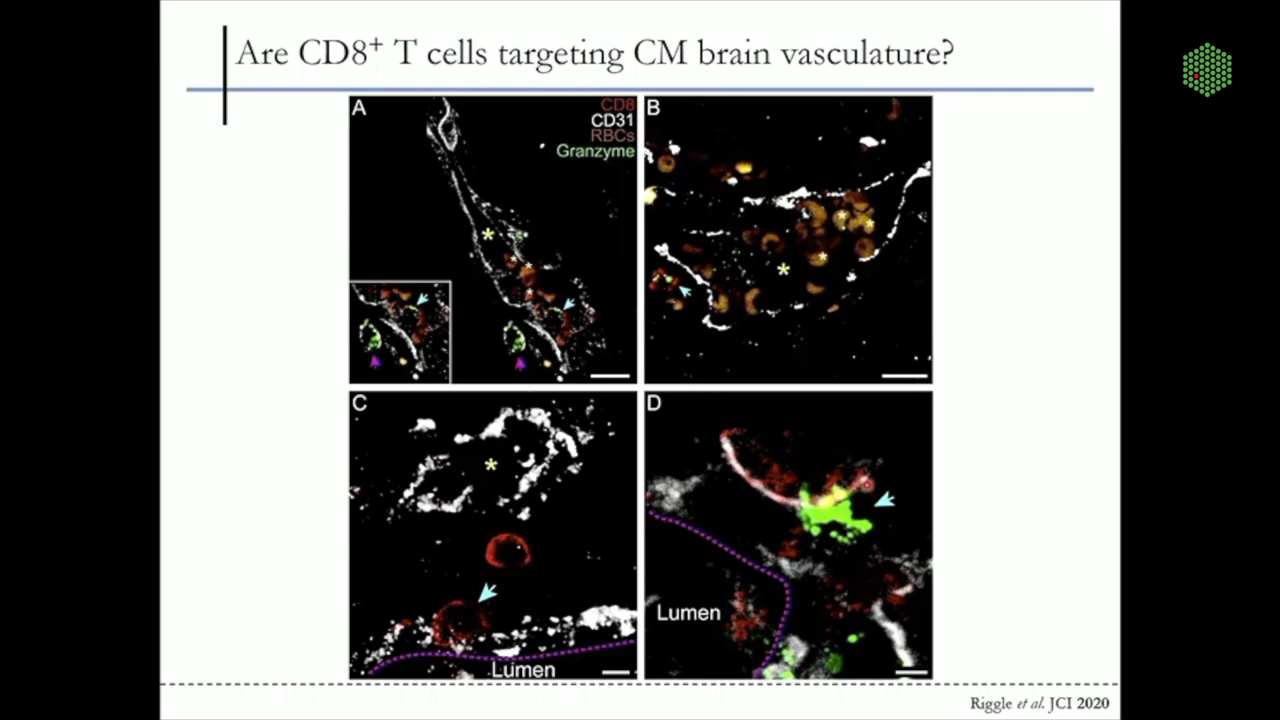 Are CD8⁺ T cells targeting CM brain vasculature?
A
CD8
CD31
RBCs
Granzyme
B
C
Lumen
D
Lumen
Riggle et al. JCI 2020